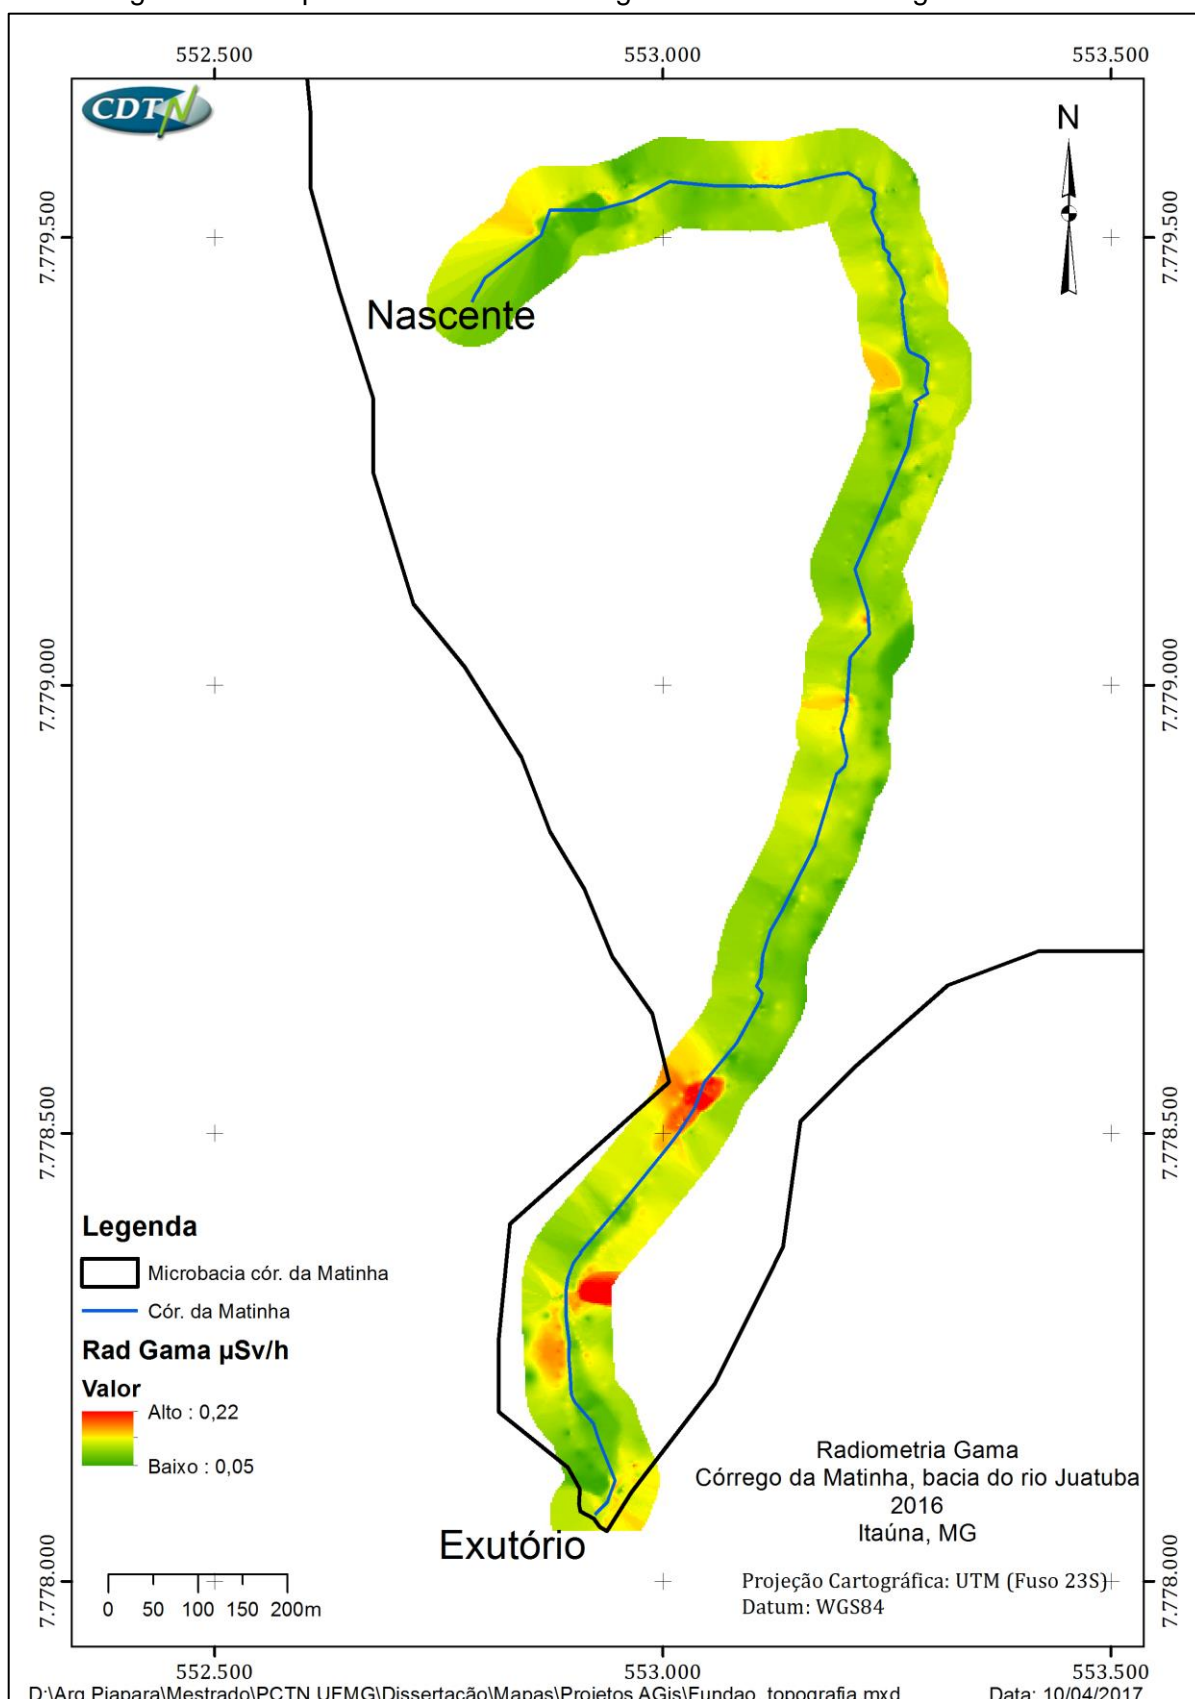 552.500 553.000 553.500
CDTN
N
7.779.500 7.779.500
Nascente
7.779.000 7.779.000
7.778.500 7.778.500
Legenda
Microbacia cór. da Matinha
Cór. da Matinha
Rad Gama µSv/h
Valor
Alto : 0,22
Baixo : 0,05
Radiometria Gama
Córrego da Matinha, bacia do rio Juatuba
2016
Itaúna, MG
Exutório
Projeção Cartográfica: UTM (Fuso 23S)
Datum: WGS84
0 50 100 150 200m
7.778.000 7.778.000
552.500 553.000 553.500
D:\Arq Piapara\Mestrado\PCTN UFMG\Dissertação\Mapas\Projetos AGis\Fundao_topografia.mxd Data: 10/04/2017